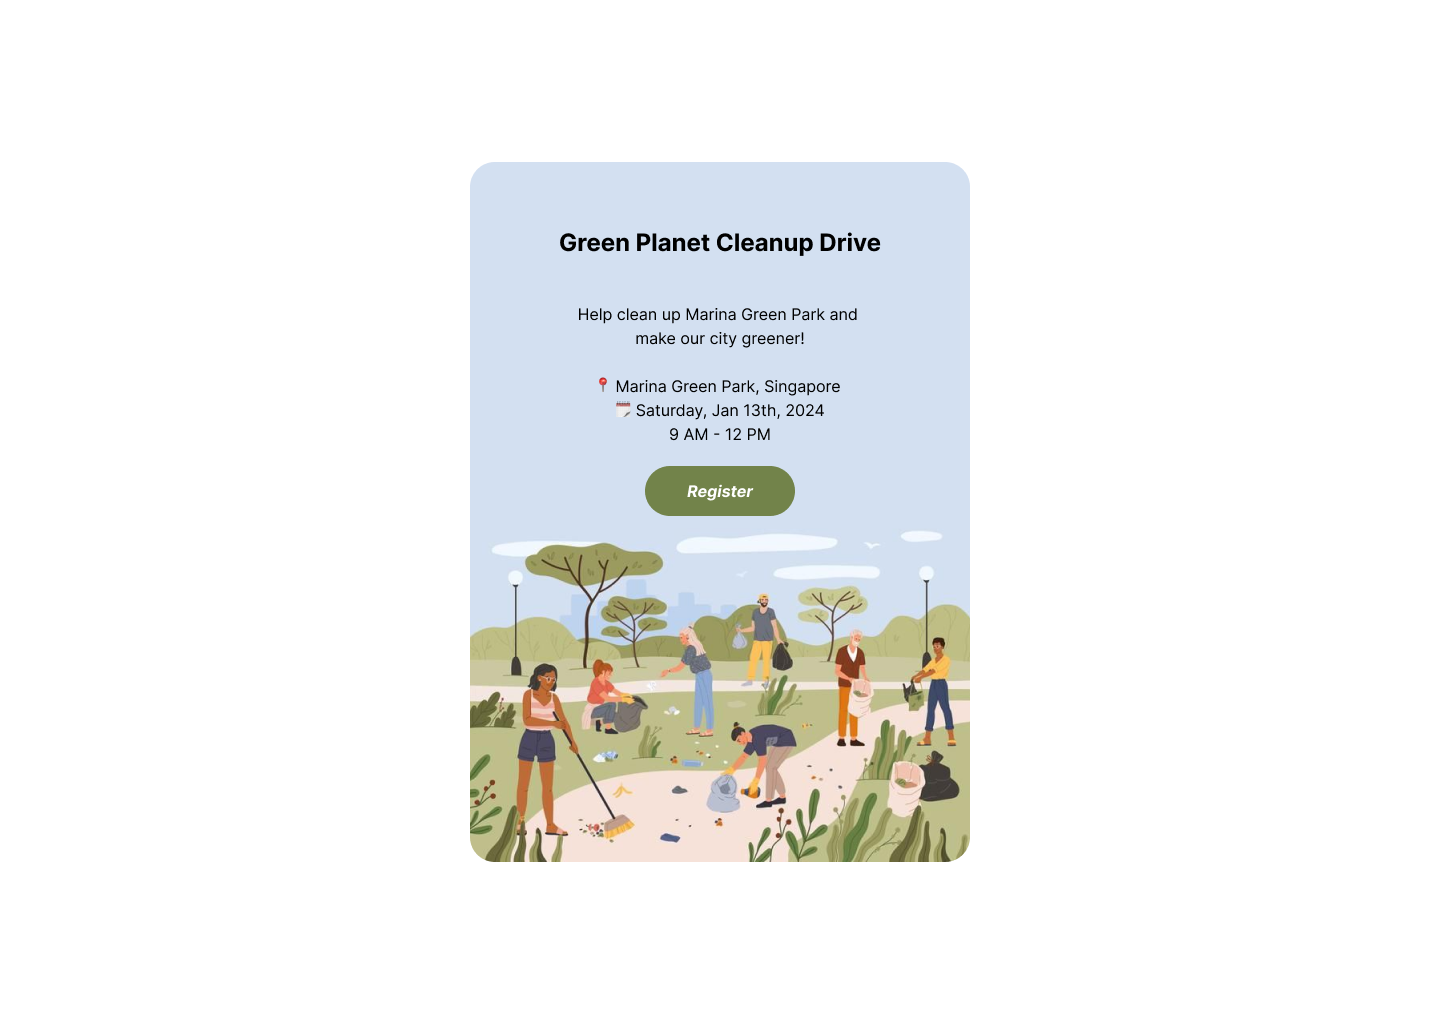 Green Planet Cleanup Drive
Help clean up Marina Green Park and
make our city greener!
📍 Marina Green Park, Singapore
🗓️ Saturday, Jan 13th, 2024
9 AM - 12 PM
Register